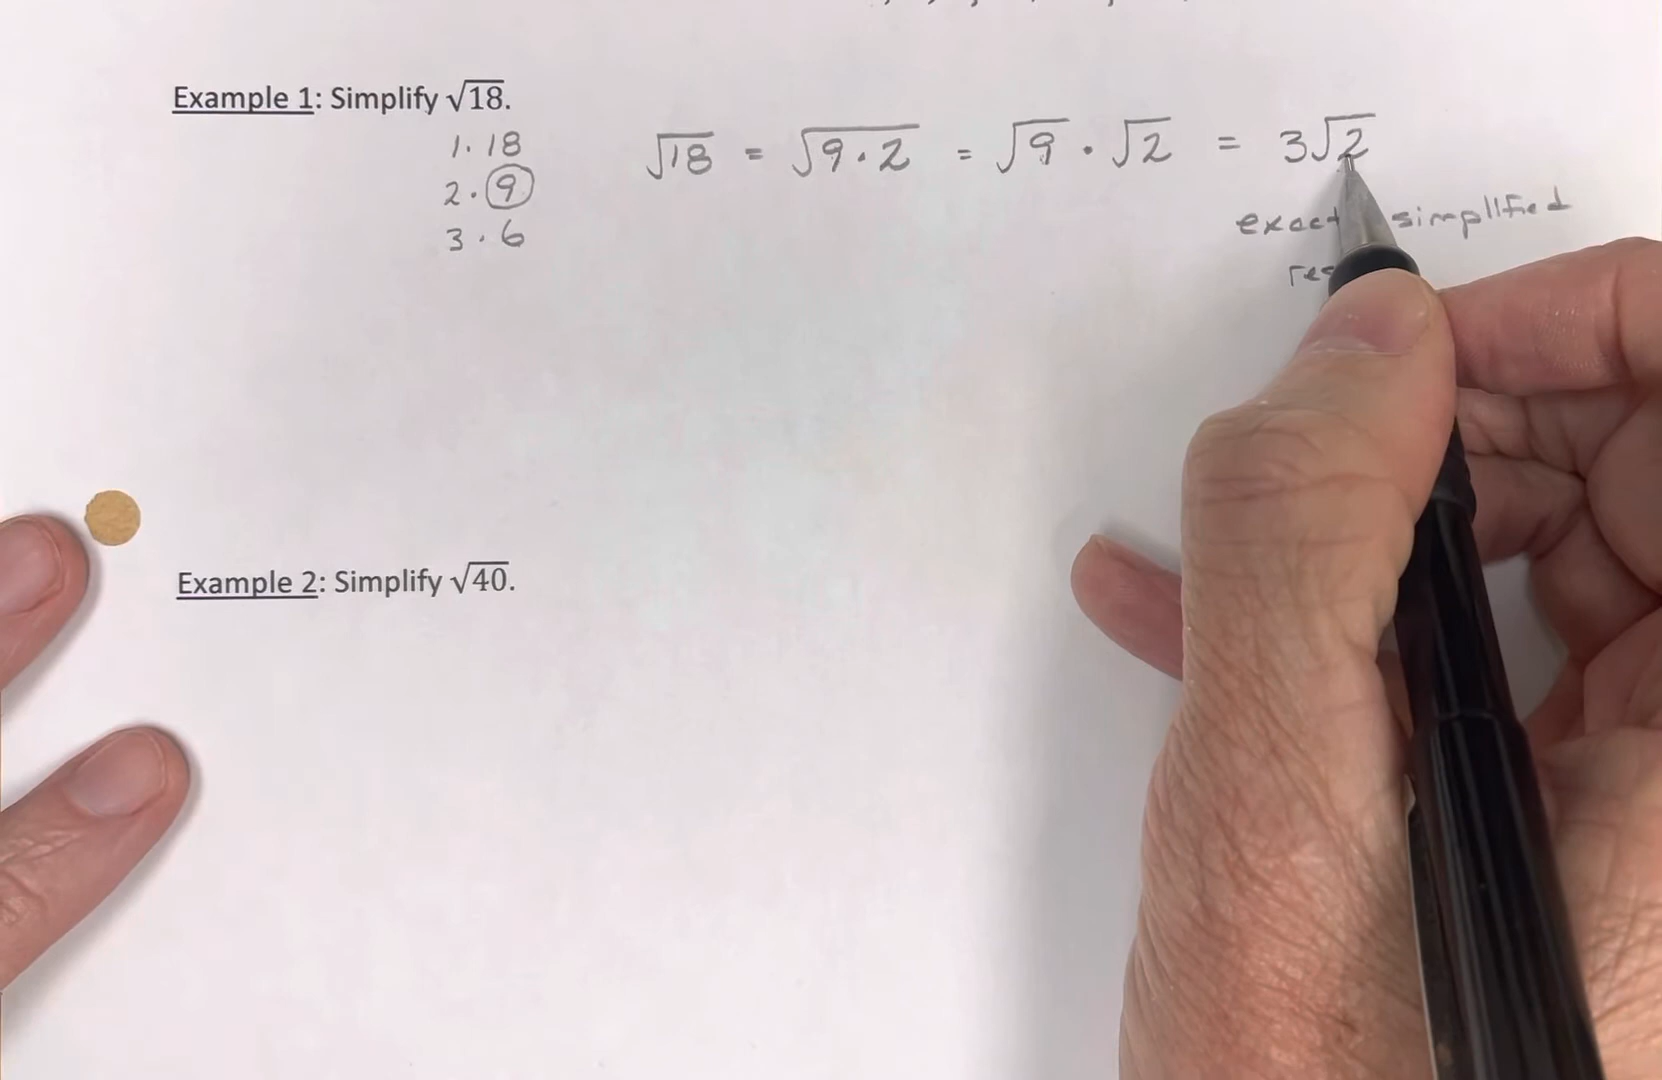 Example 1: Simplify √18.
1 · 18
2 · 9
3 · 6
√18 = √9·2 = √9 · √2 = 3√2
exact simplified
Example 2: Simplify √40.